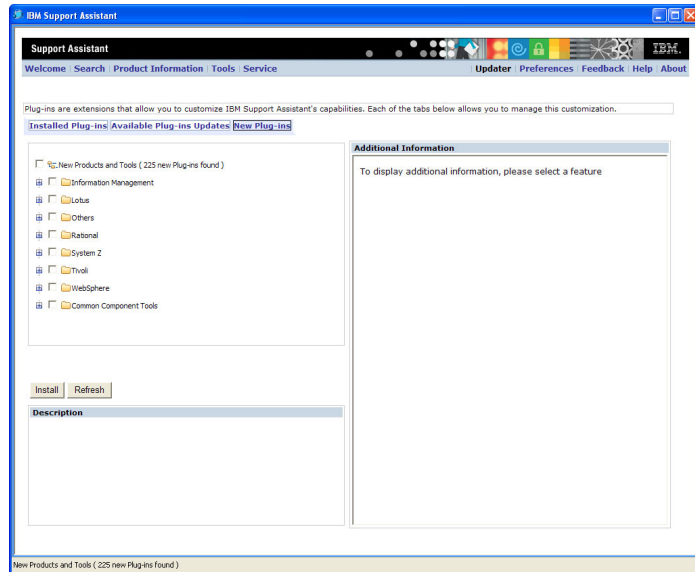 IBM Support Assistant
Support Assistant
IBM.
Welcome | Search | Product Information | Tools | Service
| Updater | Preferences | Feedback | Help | About
Plug-ins are extensions that allow you to customize IBM Support Assistant's capabilities. Each of the tabs below allows you to manage this customization.
Installed Plug-ins Available Plug-ins Updates New Plug-ins
New Products and Tools ( 225 new Plug-ins found )
Information Management
Lotus
Others
Rational
System Z
Tivoli
WebSphere
Common Component Tools
Install Refresh
Description
Additional Information
To display additional information, please select a feature
New Products and Tools ( 225 new Plug-ins found )